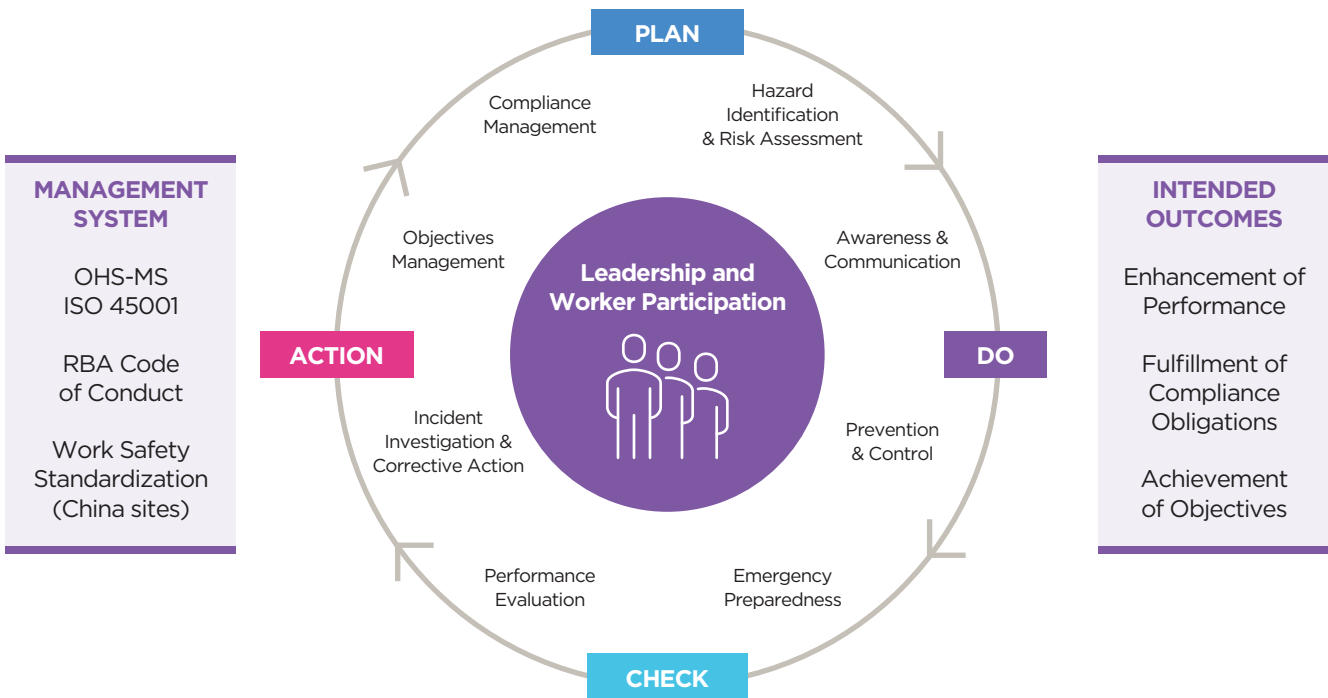 MANAGEMENT
SYSTEM
OHS-MS
ISO 45001
RBA Code
of Conduct
Work Safety
Standardization
(China sites)
PLAN
Compliance
Management
Hazard
Identification
& Risk Assessment
Objectives
Management
Awareness &
Communication
Leadership and
Worker Participation
ACTION
DO
Incident
Investigation &
Corrective Action
Prevention
& Control
Performance
Evaluation
Emergency
Preparedness
CHECK
INTENDED
OUTCOMES
Enhancement of
Performance
Fulfillment of
Compliance
Obligations
Achievement
of Objectives